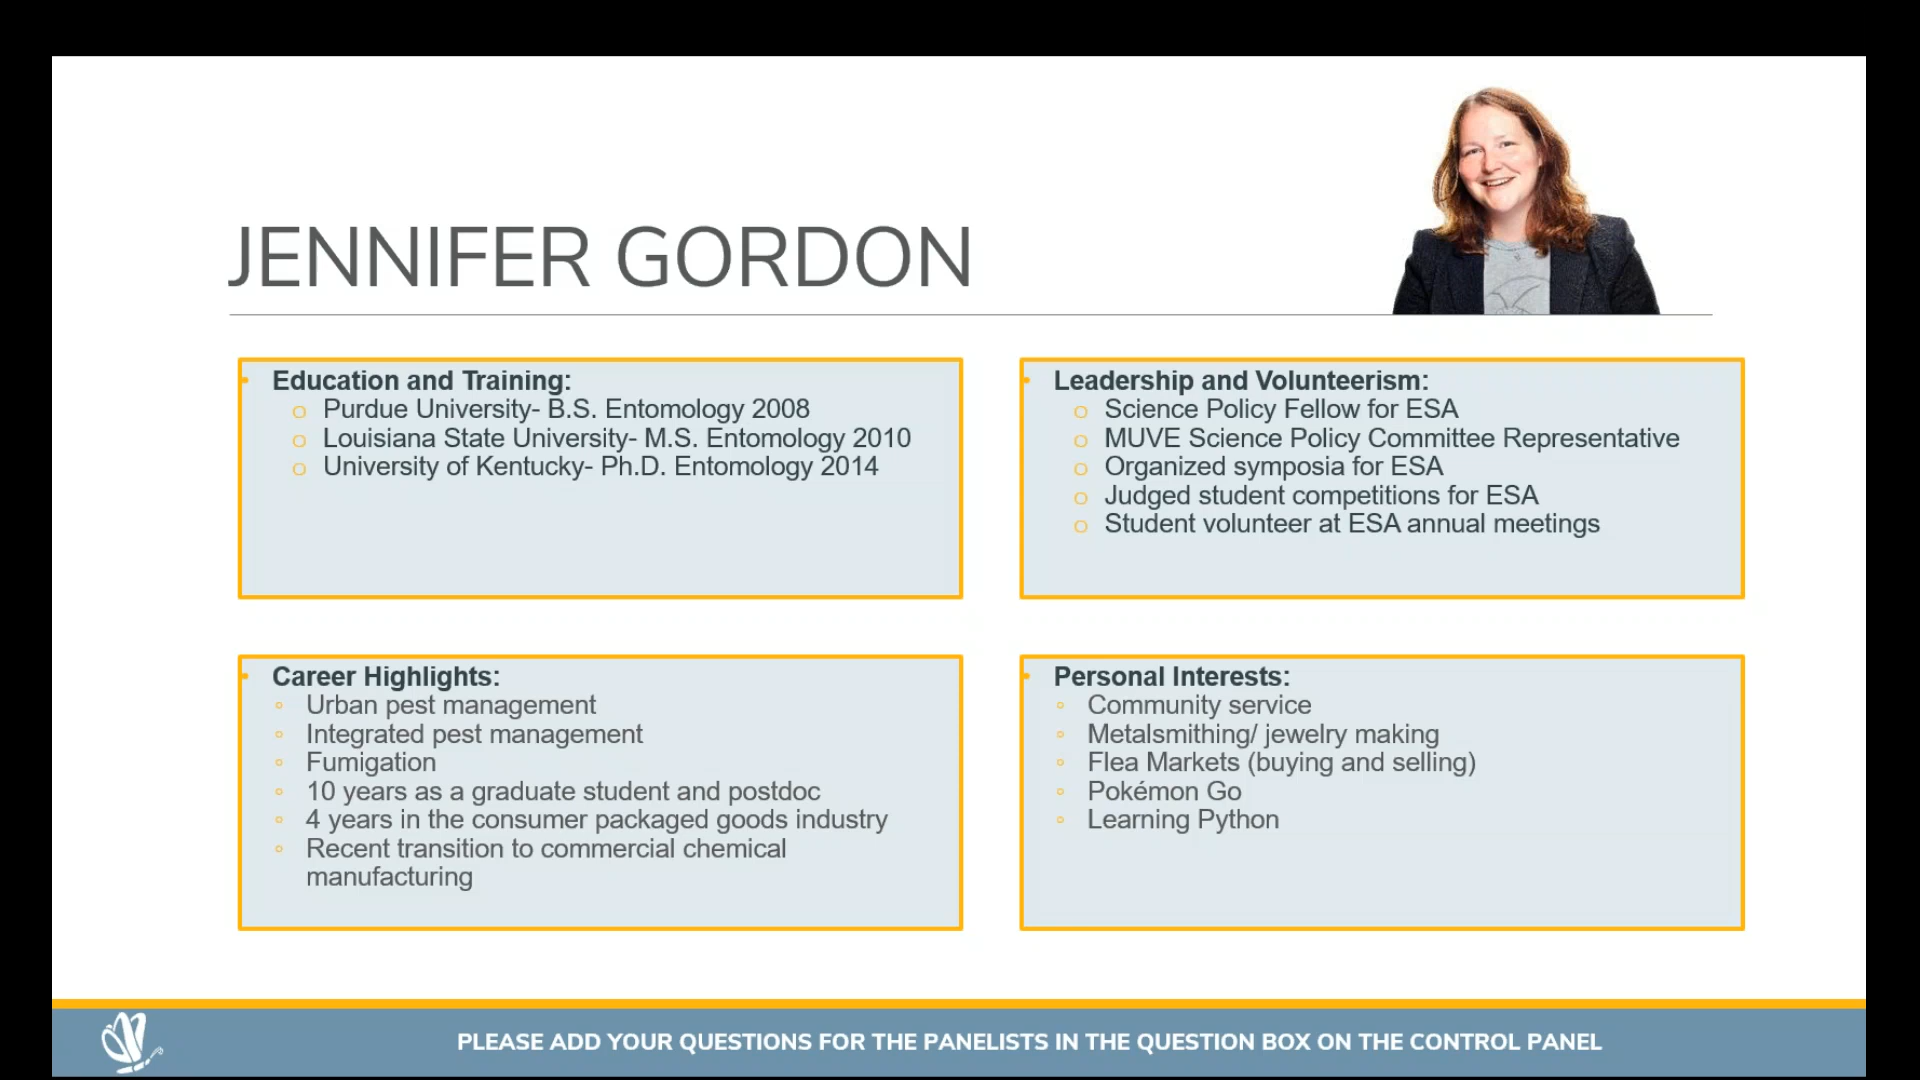 JENNIFER GORDON
Education and Training:
Purdue University- B.S. Entomology 2008
Louisiana State University- M.S. Entomology 2010
University of Kentucky- Ph.D. Entomology 2014
Leadership and Volunteerism:
Science Policy Fellow for ESA
MUVE Science Policy Committee Representative
Organized symposia for ESA
Judged student competitions for ESA
Student volunteer at ESA annual meetings
Career Highlights:
Urban pest management
Integrated pest management
Fumigation
10 years as a graduate student and postdoc
4 years in the consumer packaged goods industry
Recent transition to commercial chemical
manufacturing
Personal Interests:
Community service
Metalsmithing/ jewelry making
Flea Markets (buying and selling)
Pokémon Go
Learning Python
PLEASE ADD YOUR QUESTIONS FOR THE PANELISTS IN THE QUESTION BOX ON THE CONTROL PANEL